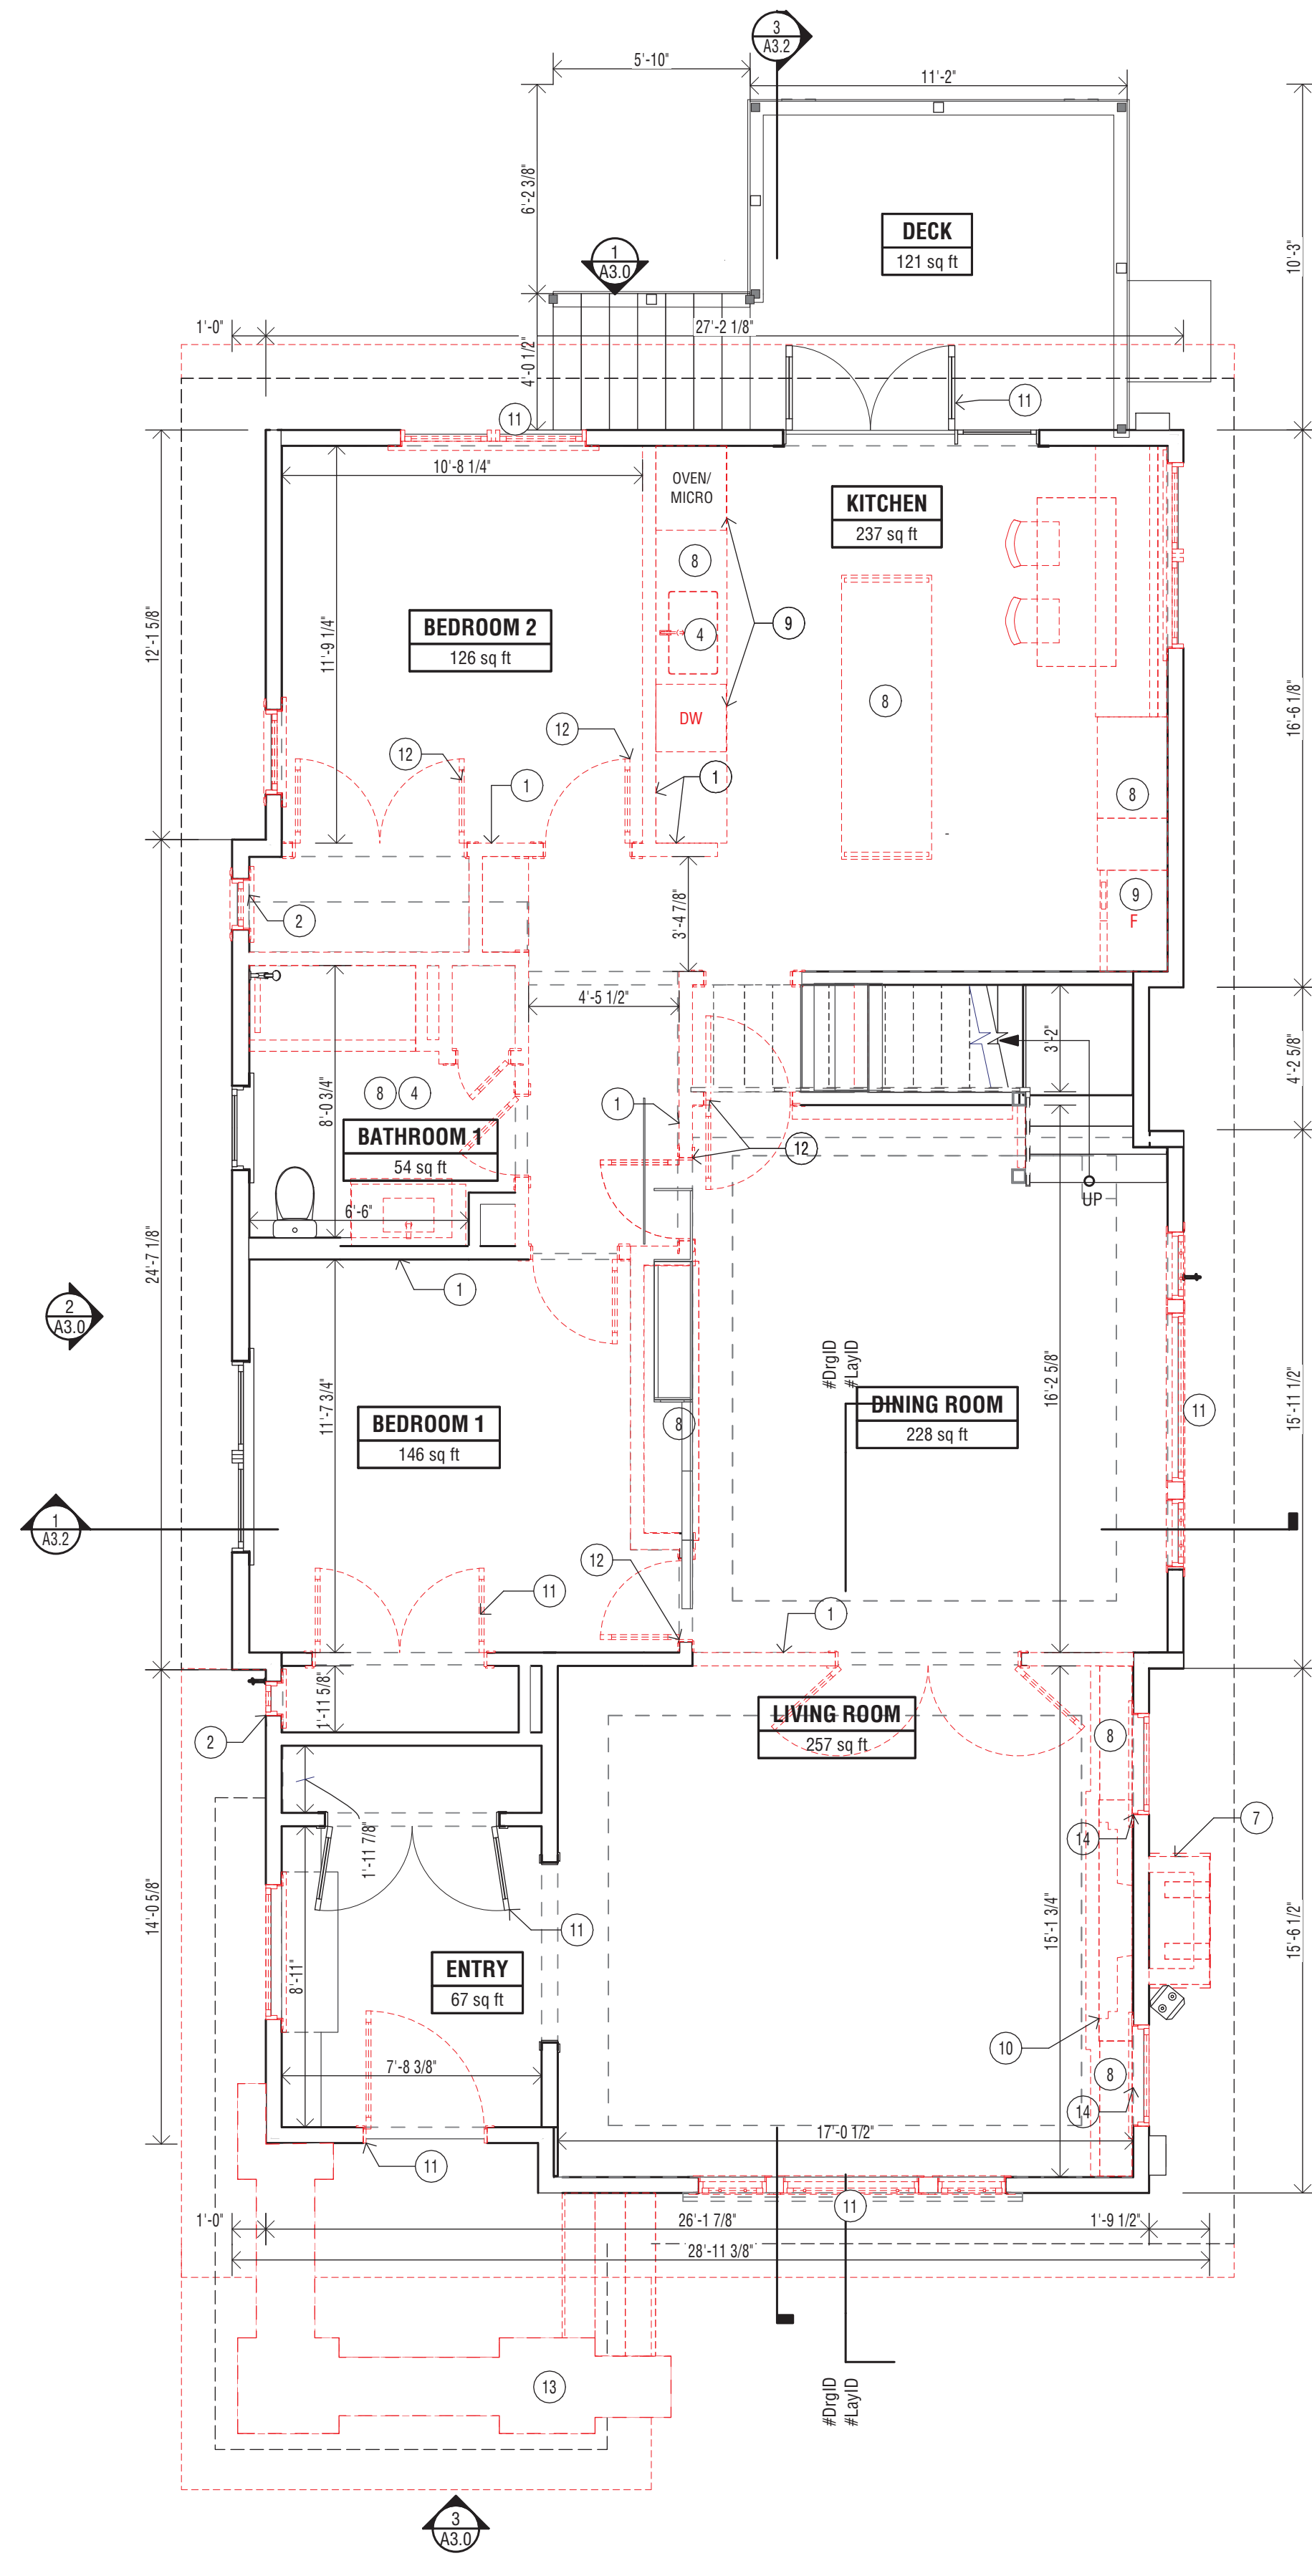 3
A3.2
5'-10"
11'-2"
6'-2 3/8"
10'-3"
DECK
121 sq ft
1
A3.0
1'-0"
27'-2 1/8"
4'-0 1/2"
11
11
10'-8 1/4"
OVEN/
MICRO
KITCHEN
237 sq ft
8
4
9
BEDROOM 2
126 sq ft
12'-1 5/8"
11'-9 1/4"
16'-6 1/8"
8
DW
12
12
1
1
8
9
F
2
3'-4 7/8"
4'-5 1/2"
3'-2"
4'-2 5/8"
8'-0 3/4"
8
4
1
BATHROOM 1
54 sq ft
12
UP
6'-6"
24'-7 1/8"
1
2
A3.0
#DrgID
#LayID
16'-2 5/8"
15'-11 1/2"
11'-7 3/4"
BEDROOM 1
146 sq ft
8
DINING ROOM
228 sq ft
11
1
A3.2
12
11
1
1'-11 5/8"
2
LIVING ROOM
257 sq ft
8
14
7
1'-11 7/8"
14'-0 5/8"
11
8'-11"
ENTRY
67 sq ft
15'-1 3/4"
15'-6 1/2"
10
8
14
7'-8 3/8"
11
17'-0 1/2"
11
1'-0"
26'-1 7/8"
1'-9 1/2"
28'-11 3/8"
13
#DrgID
#LayID
3
A3.0